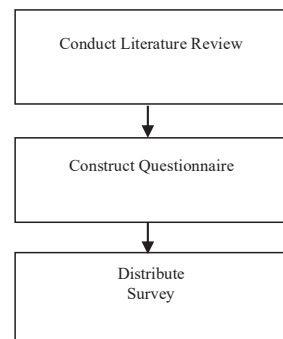 Conduct Literature Review
Construct Questionnaire
Distribute
Survey